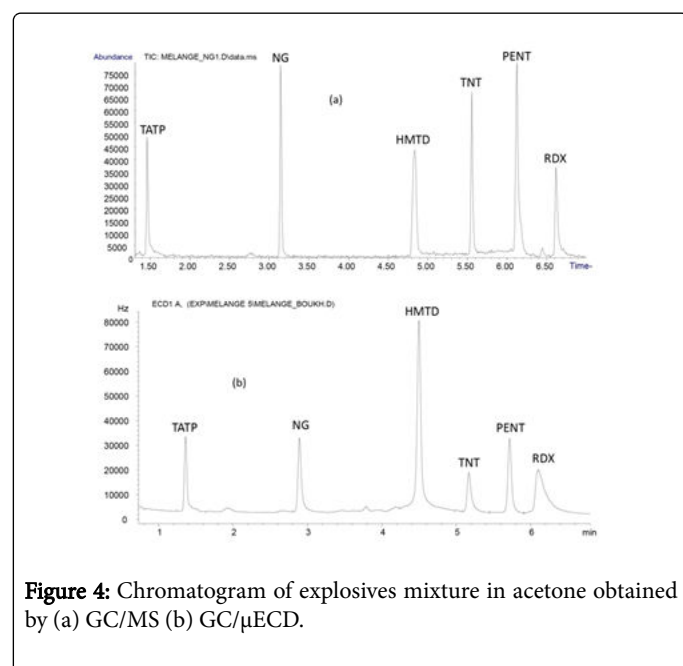 Abundance TIC: MELANGE_NG1.D\data.ms
NG
PENT
TNT
(a)
TATP
HMTD
RDX
75000
70000
65000
60000
55000
50000
45000
40000
35000
30000
25000
20000
15000
10000
5000
0
1.50 2.00 3.00 3.50 4.00 4.50 5.00 5.50 6.00 6.50 Time-
ECD1 A, (EXP\MELANGE 5\MELANGE_BOUKH.D)
Hz
HMTD
(b)
TATP
NG
TNT
PENT
RDX
80000
70000
60000
50000
40000
30000
20000
10000
0
1 2 3 4 5 6 min
Figure 4: Chromatogram of explosives mixture in acetone obtained
by (a) GC/MS (b) GC/μECD.